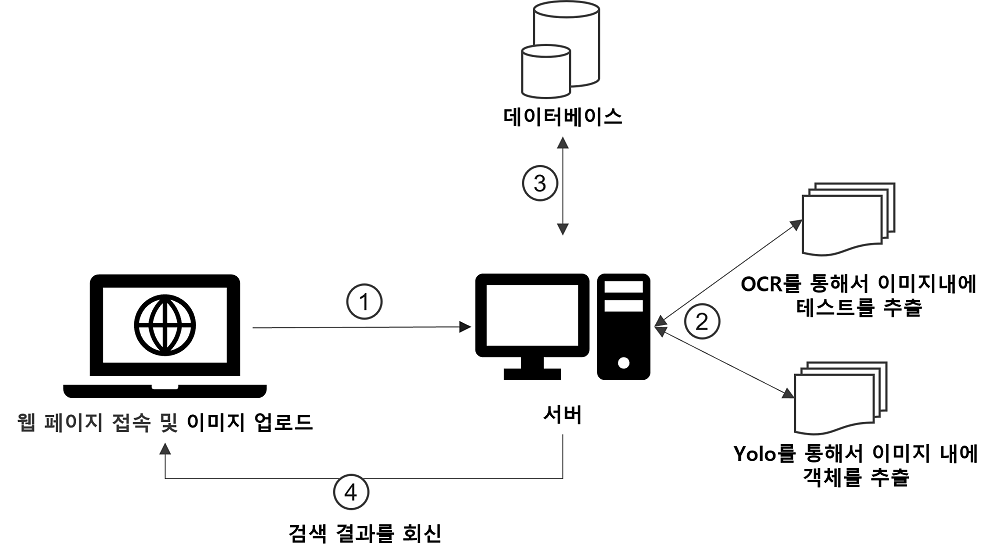 데이터베이스
3
OCR를 통해서 이미지내에
테스트를 추출
1
2
웹 페이지 접속 및 이미지 업로드
서버
Yolo를 통해서 이미지 내에
객체를 추출
4
검색 결과를 회신